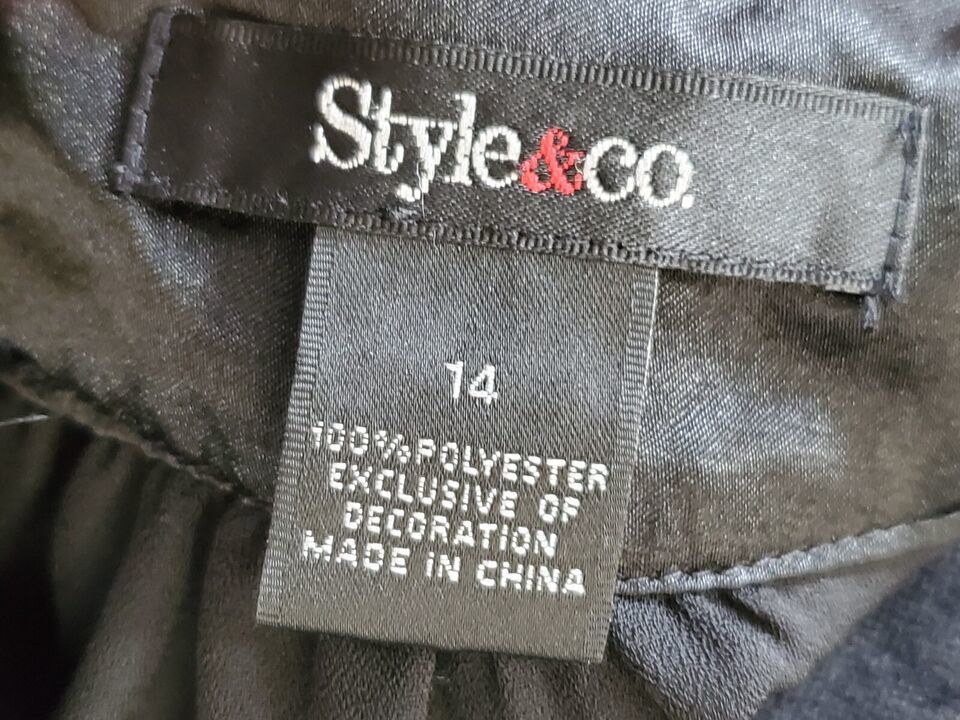 Style&co.
14
100% POLYESTER
EXCLUSIVE OF
DECORATION
MADE IN CHINA